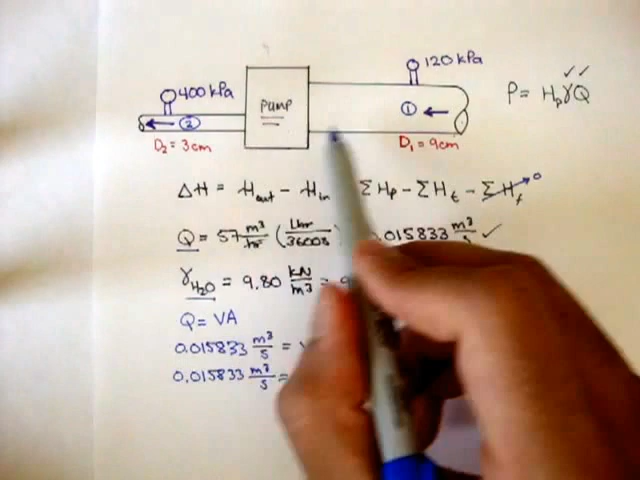 120 kPa
400 kPa
Pump
P = HpγQ
①
②
D₂ = 3cm
D₁ = 9cm
ΔH = Hout - Hin ΣHp - ΣHt - ΣHf 0
Q = 57 m³/hr (1hr/3600s) .015833 m³/s ✓
γH₂O = 9.80 kN/m³ = 9
Q = VA
0.015833 m³/s =
0.015833 m³/s =